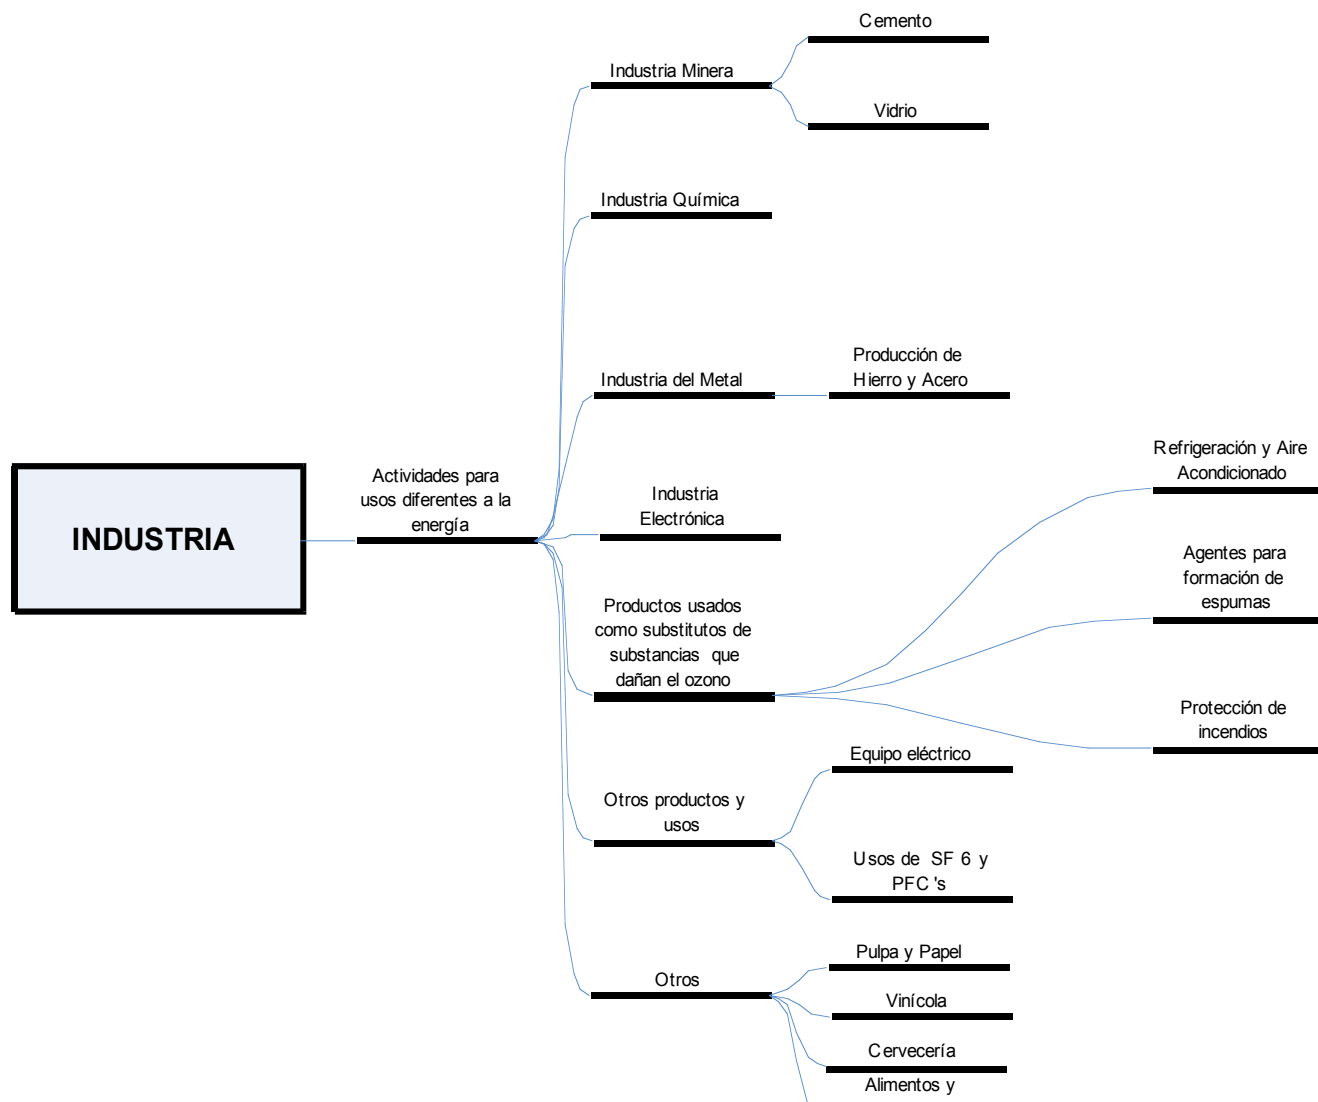 Cemento
Industria Minera
Vidrio
Industria Química
Producción de
Hierro y Acero
Industria del Metal
Refrigeración y Aire
Acondicionado
Actividades para
usos diferentes a la
energía
Industria
Electrónica
INDUSTRIA
Agentes para
formación de
espumas
Productos usados
como substitutos de
substancias que
dañan el ozono
Protección de
incendios
Equipo eléctrico
Otros productos y
usos
Usos de SF 6 y
PFC 's
Pulpa y Papel
Otros
Vinícola
Cervecería
Alimentos y